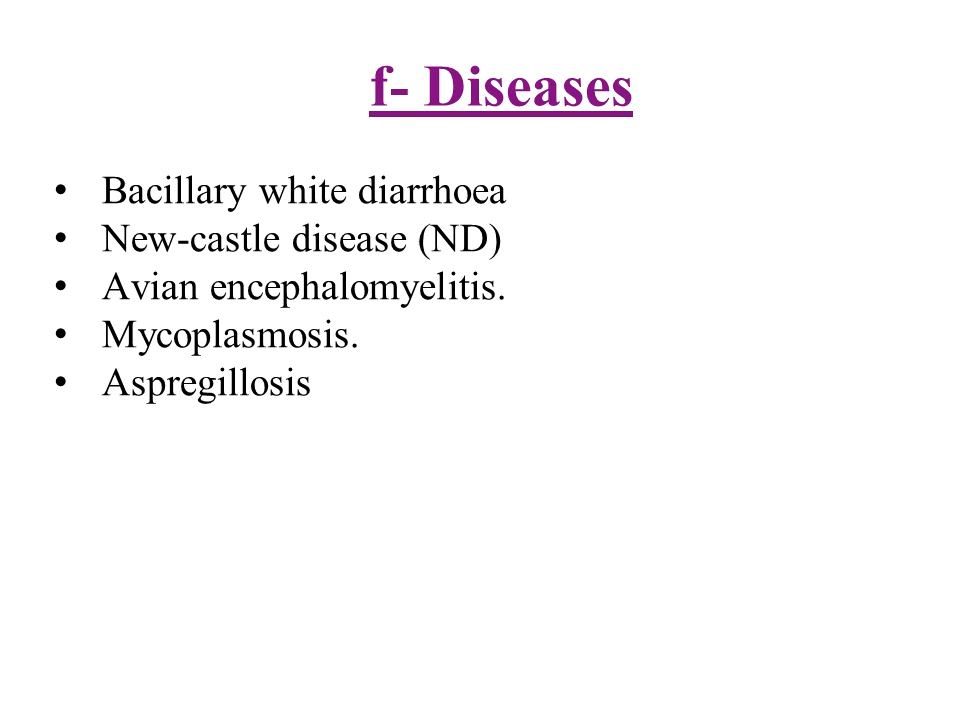 f- Diseases
• Bacillary white diarrhoea
• New-castle disease (ND)
• Avian encephalomyelitis.
• Mycoplasmosis.
• Aspregillosis